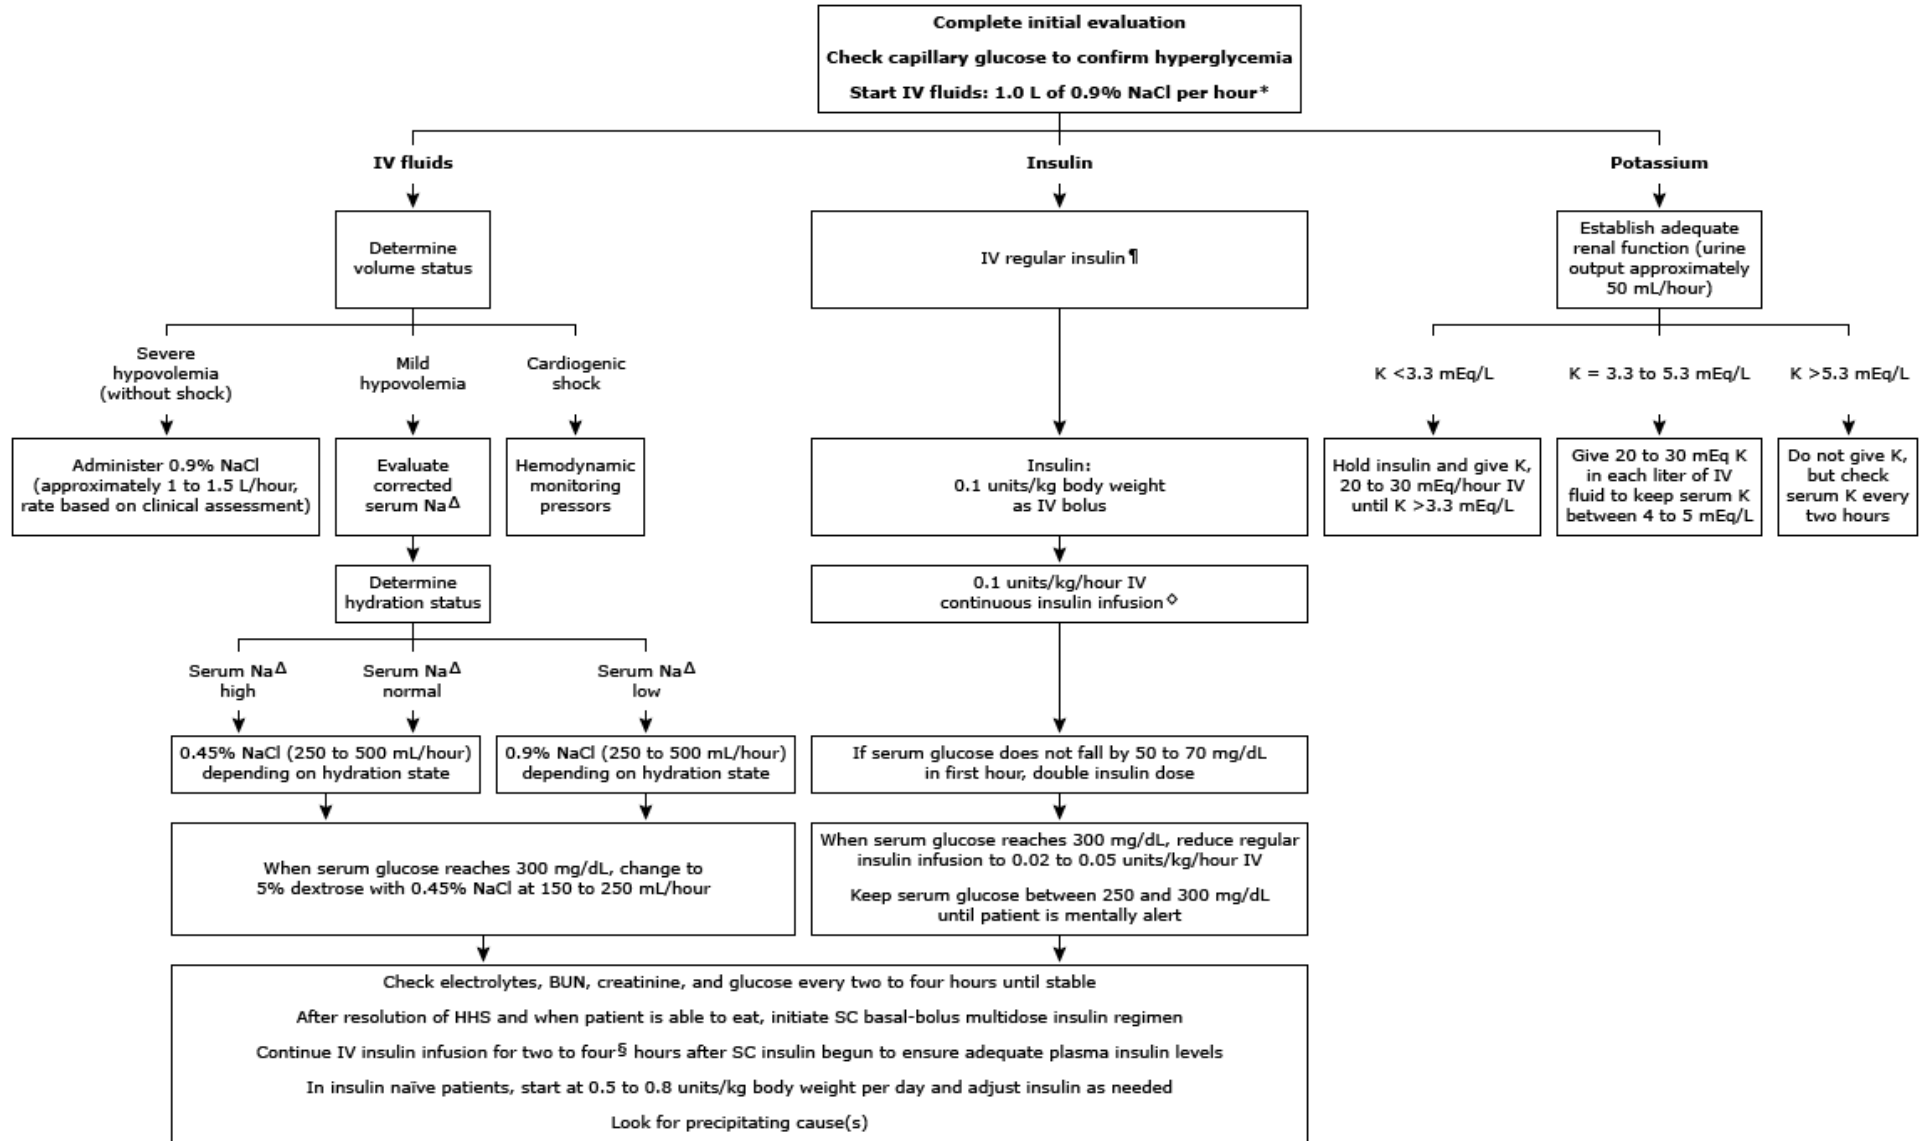 Complete initial evaluation
Check capillary glucose to confirm hyperglycemia
Start IV fluids: 1.0 L of 0.9% NaCl per hour*
IV fluids
Determine
volume status
Severe
hypovolemia
(without shock)
Mild
hypovolemia
Cardiogenic
shock
Administer 0.9% NaCl
(approximately 1 to 1.5 L/hour,
rate based on clinical assessment)
Evaluate
corrected
serum NaΔ
Hemodynamic
monitoring
pressors
Determine
hydration status
Serum NaΔ
high
Serum NaΔ
normal
Serum NaΔ
low
0.45% NaCl (250 to 500 mL/hour)
depending on hydration state
0.9% NaCl (250 to 500 mL/hour)
depending on hydration state
When serum glucose reaches 300 mg/dL, change to
5% dextrose with 0.45% NaCl at 150 to 250 mL/hour
Insulin
IV regular insulin¶
Insulin:
0.1 units/kg body weight
as IV bolus
0.1 units/kg/hour IV
continuous insulin infusion◇
If serum glucose does not fall by 50 to 70 mg/dL
in first hour, double insulin dose
When serum glucose reaches 300 mg/dL, reduce regular
insulin infusion to 0.02 to 0.05 units/kg/hour IV
Keep serum glucose between 250 and 300 mg/dL
until patient is mentally alert
Potassium
Establish adequate
renal function (urine
output approximately
50 mL/hour)
K <3.3 mEq/L
K = 3.3 to 5.3 mEq/L
K >5.3 mEq/L
Hold insulin and give K,
20 to 30 mEq/hour IV
until K >3.3 mEq/L
Give 20 to 30 mEq K
in each liter of IV
fluid to keep serum K
between 4 to 5 mEq/L
Do not give K,
but check
serum K every
two hours
Check electrolytes, BUN, creatinine, and glucose every two to four hours until stable
After resolution of HHS and when patient is able to eat, initiate SC basal-bolus multidose insulin regimen
Continue IV insulin infusion for two to four§ hours after SC insulin begun to ensure adequate plasma insulin levels
In insulin naïve patients, start at 0.5 to 0.8 units/kg body weight per day and adjust insulin as needed
Look for precipitating cause(s)